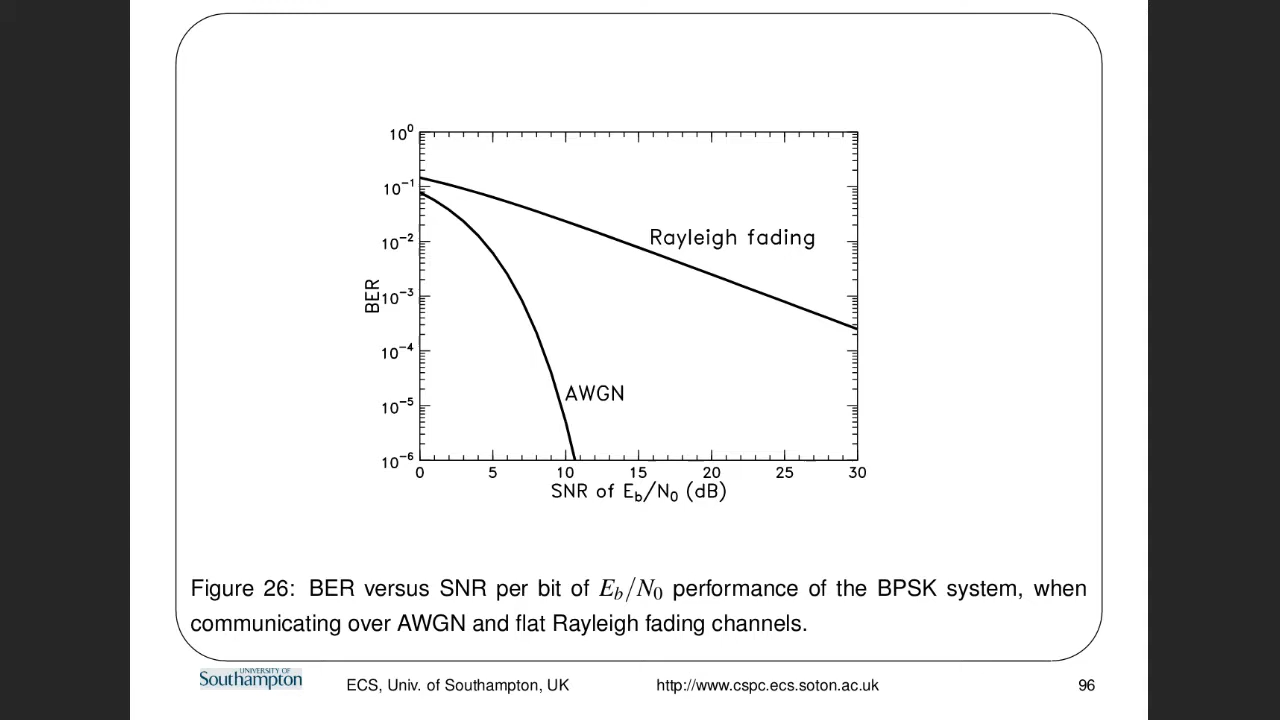 10^0
10^−1
10^−2
10^−3
10^−4
10^−5
10^−6
BER
Rayleigh fading
AWGN
0 5 10 15 20 25 30
SNR of E_b/N_0 (dB)
Figure 26: BER versus SNR per bit of E_b/N_0 performance of the BPSK system, when
communicating over AWGN and flat Rayleigh fading channels.
UNIVERSITY OF
Southampton
ECS, Univ. of Southampton, UK http://www.cspc.ecs.soton.ac.uk 96